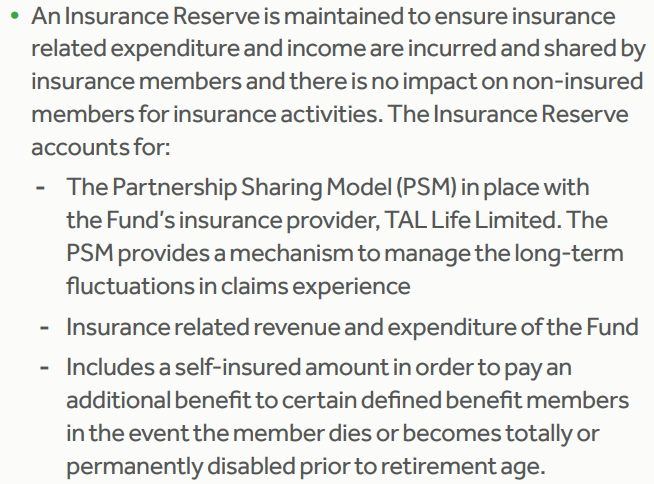 • An Insurance Reserve is maintained to ensure insurance
related expenditure and income are incurred and shared by
insurance members and there is no impact on non-insured
members for insurance activities. The Insurance Reserve
accounts for:
- The Partnership Sharing Model (PSM) in place with
the Fund's insurance provider, TAL Life Limited. The
PSM provides a mechanism to manage the long-term
fluctuations in claims experience
- Insurance related revenue and expenditure of the Fund
- Includes a self-insured amount in order to pay an
additional benefit to certain defined benefit members
in the event the member dies or becomes totally or
permanently disabled prior to retirement age.